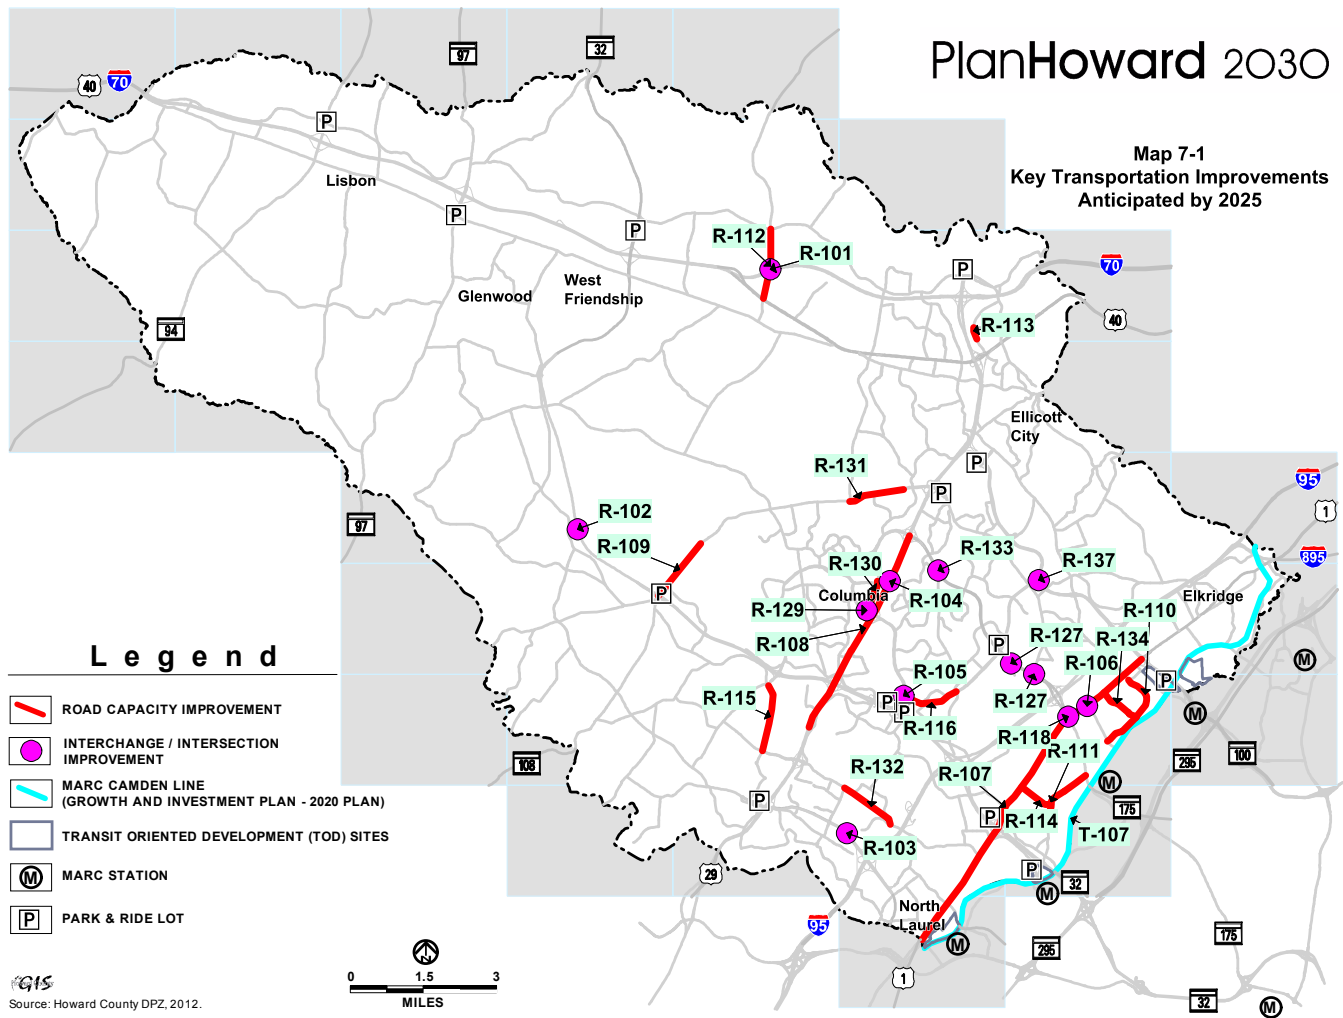 PlanHoward 2030
Map 7-1
Key Transportation Improvements
Anticipated by 2025
97
32
40
70
P
Lisbon
P
P
R-112
R-101
P
70
West
Friendship
Glenwood
94
R-113
40
Ellicott
City
P
R-131
P
95
1
R-102
97
R-109
R-133
895
R-130
R-137
P
Columbia
R-104
Elkridge
R-129
R-110
R-108
R-127
R-134
P
R-106
M
R-105
P
R-127
R-115
P
P
M
R-116
R-118
R-111
108
R-132
R-107
295
100
M
P
P
R-114
175
R-103
T-107
29
P
32
M
North
Laurel
95
M
295
175
1
32
M
Legend
ROAD CAPACITY IMPROVEMENT
INTERCHANGE / INTERSECTION
IMPROVEMENT
MARC CAMDEN LINE
(GROWTH AND INVESTMENT PLAN - 2020 PLAN)
TRANSIT ORIENTED DEVELOPMENT (TOD) SITES
M MARC STATION
P PARK & RIDE LOT
GIS
0 1.5 3
MILES
Source: Howard County DPZ, 2012.